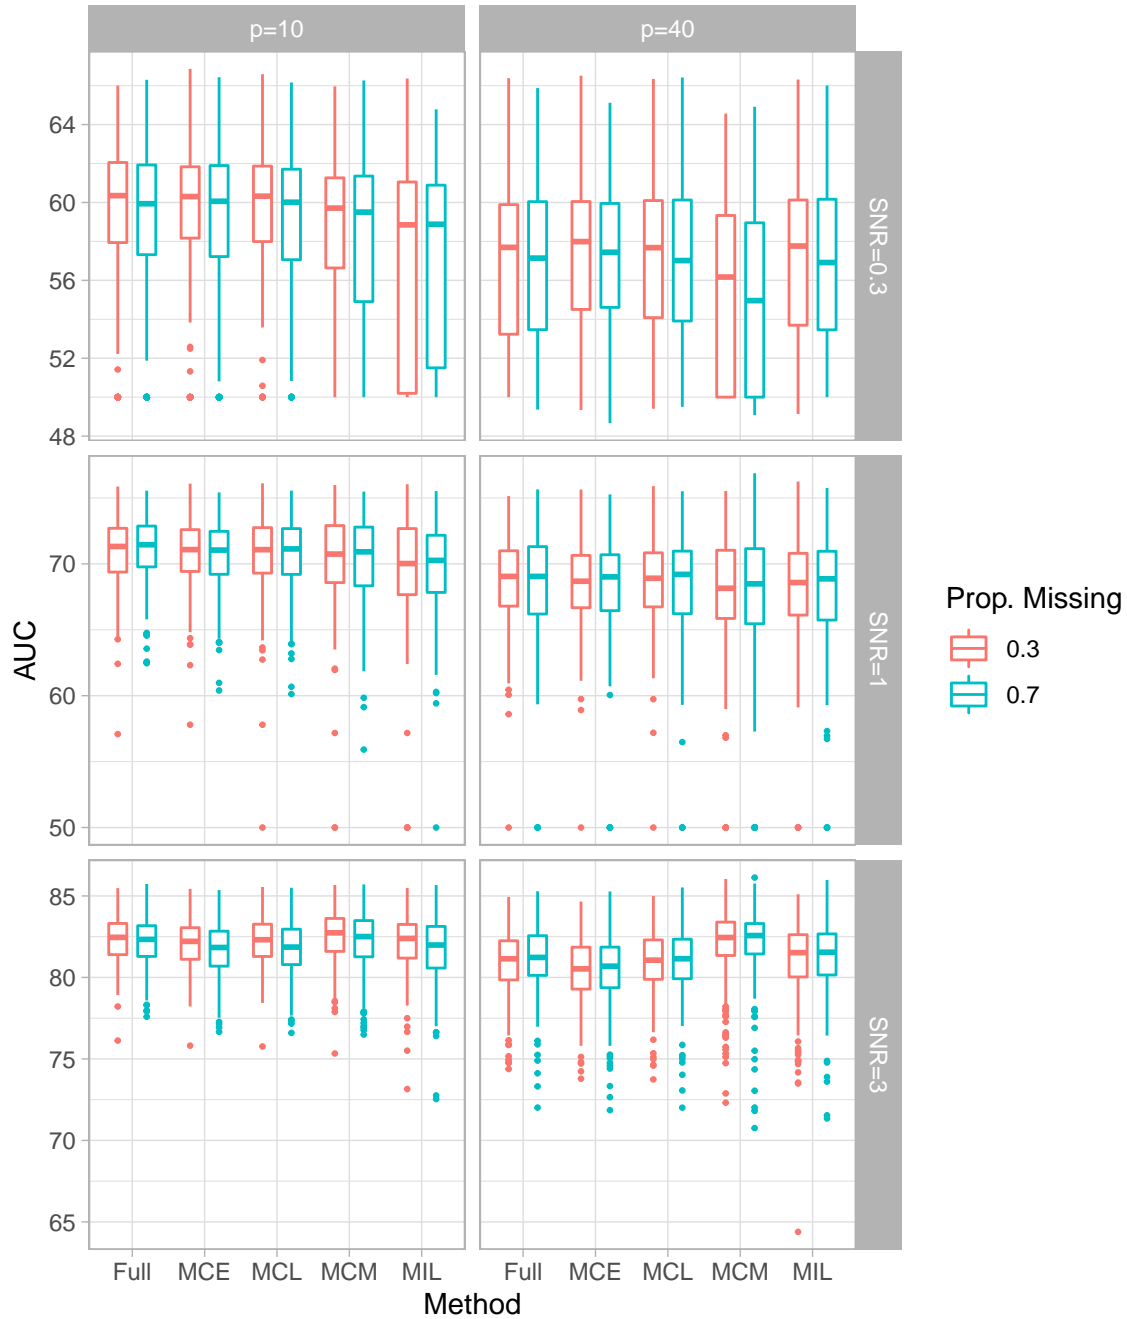 p=10 p=40
64
60
56
52
48
SNR=0.3
70
60
50
SNR=1
85
80
75
70
65
SNR=3
AUC
Full MCE MCL MCM MIL Full MCE MCL MCM MIL
Method
Prop. Missing
0.3
0.7